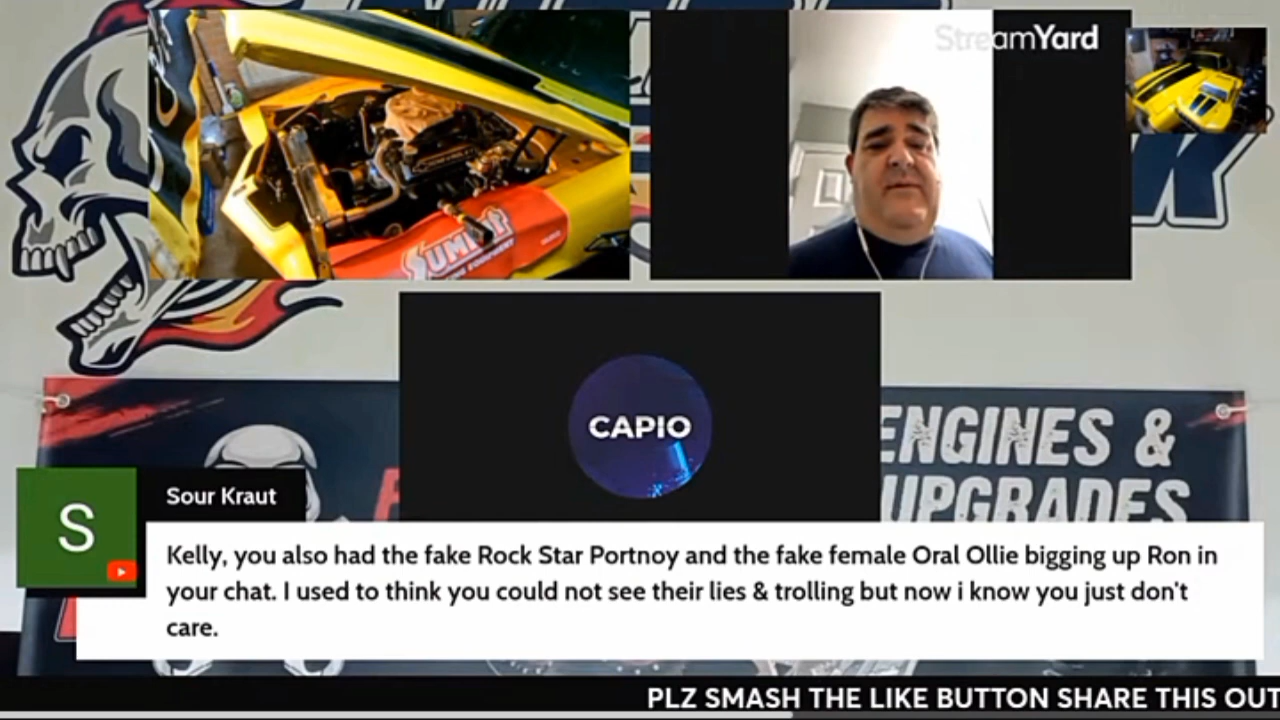 StreamYard
SUMMIT
CAPIO
ENGINES &
UPGRADES
Sour Kraut
S
Kelly, you also had the fake Rock Star Portnoy and the fake female Oral Ollie bigging up Ron in
your chat. I used to think you could not see their lies & trolling but now i know you just don't
care.
PLZ SMASH THE LIKE BUTTON SHARE THIS OUT